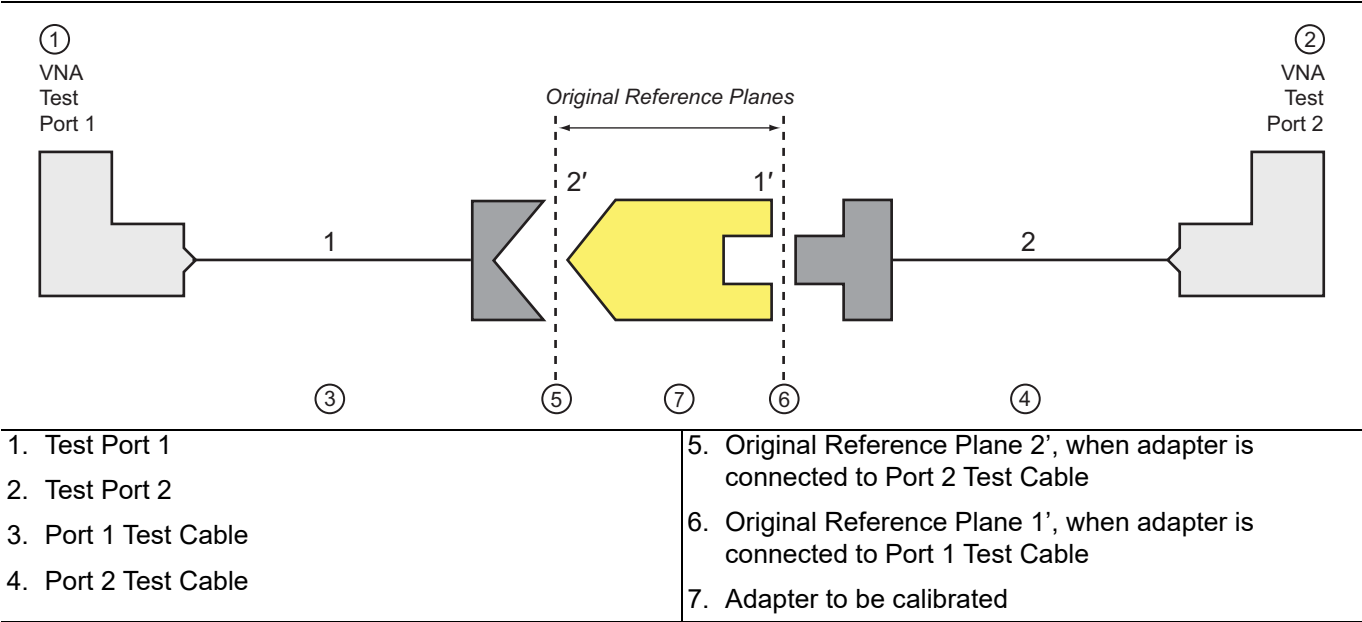 ①
VNA
Test
Port 1
②
VNA
Test
Port 2
Original Reference Planes
2′
1′
1
2
③
⑤
⑦
⑥
④
1. Test Port 1
2. Test Port 2
3. Port 1 Test Cable
4. Port 2 Test Cable
5. Original Reference Plane 2’, when adapter is
connected to Port 2 Test Cable
6. Original Reference Plane 1’, when adapter is
connected to Port 1 Test Cable
7. Adapter to be calibrated